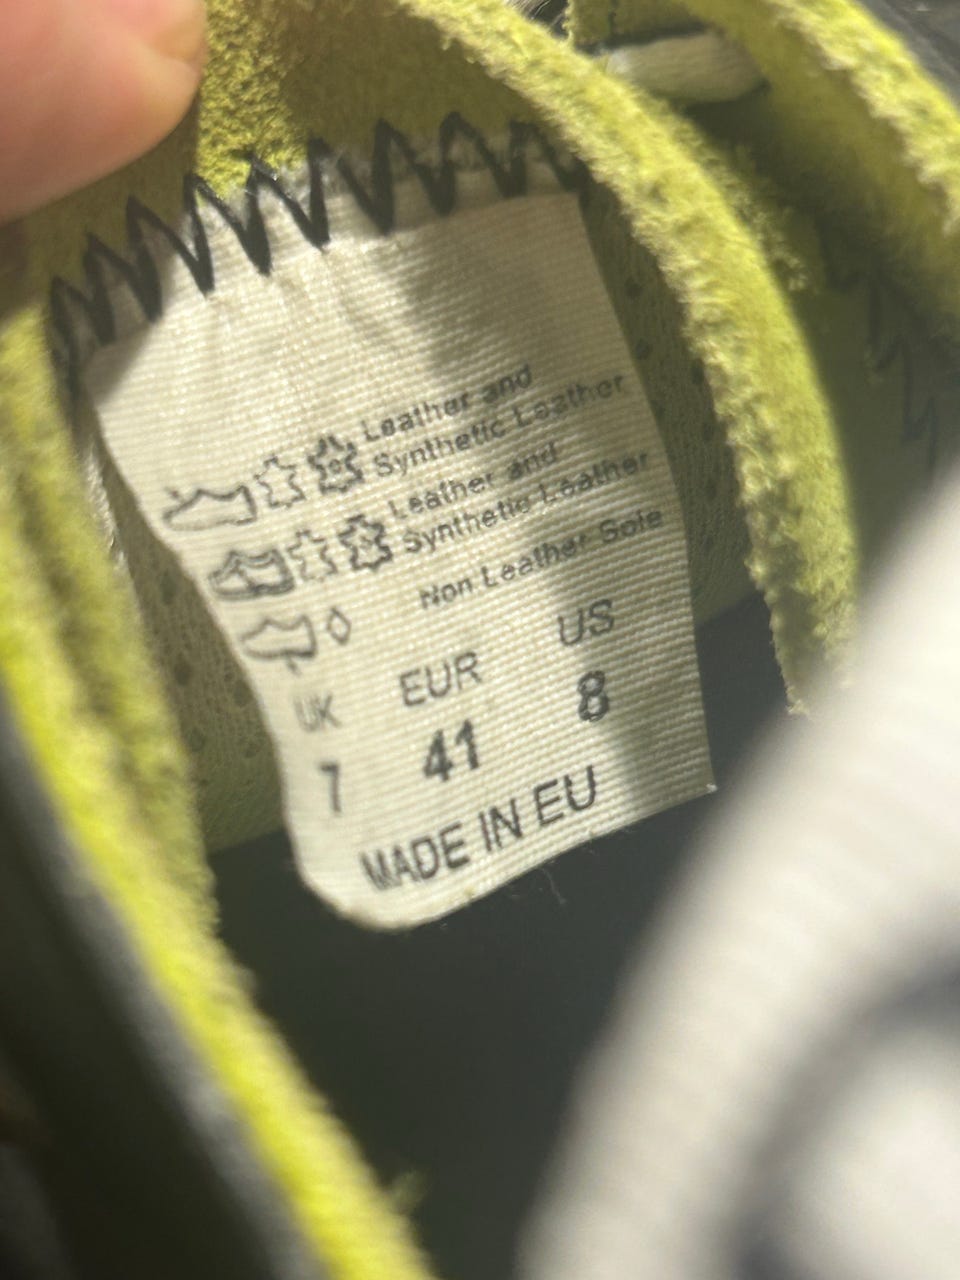 Leather and
Synthetic Leather
Leather and
Synthetic Leather
Non Leather Sole
UK EUR US
7 41 8
MADE IN EU